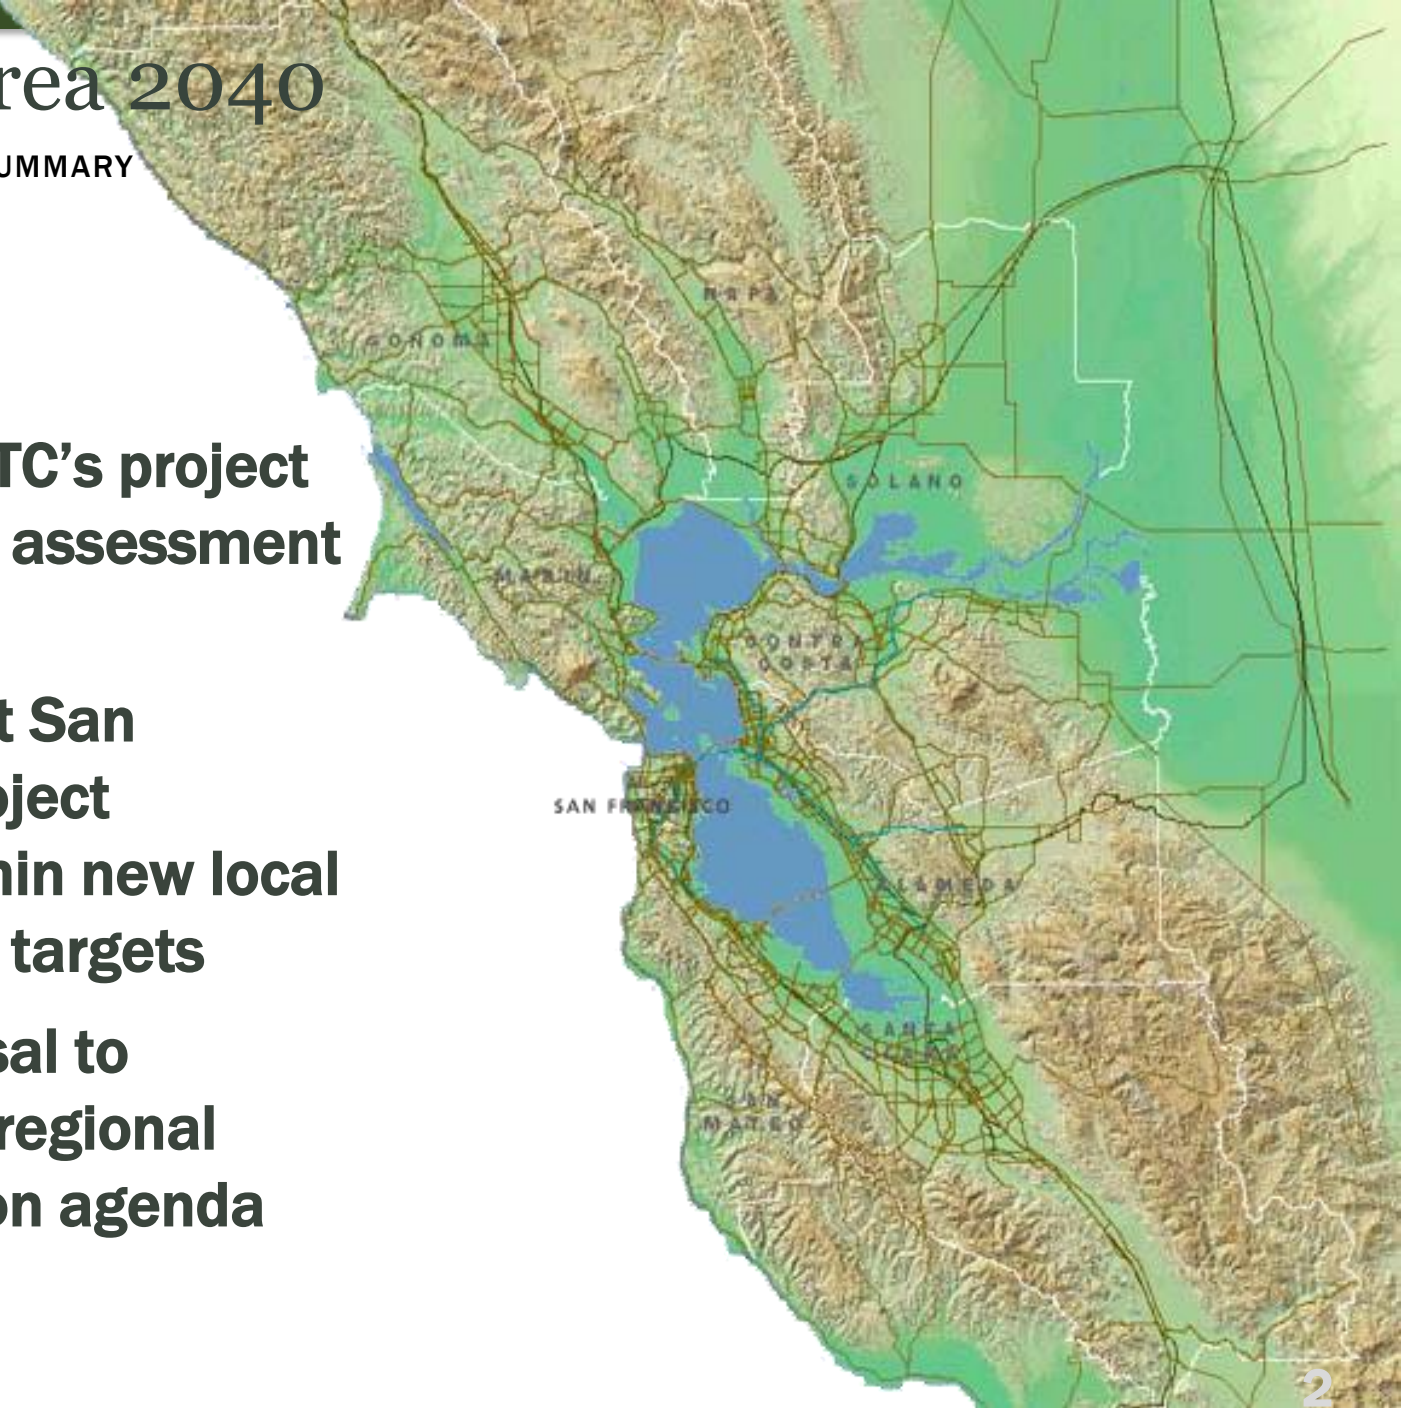 rea 2040
UMMARY
NAPA
SONOMA
TC's project
assessment
SOLANO
MARIN
CONTRA
COSTA
t San
oject
SAN FRANCISCO
hin new local
ALAMEDA
targets
SANTA
CLARA
sal to
SAN
MATEO
regional
on agenda
2